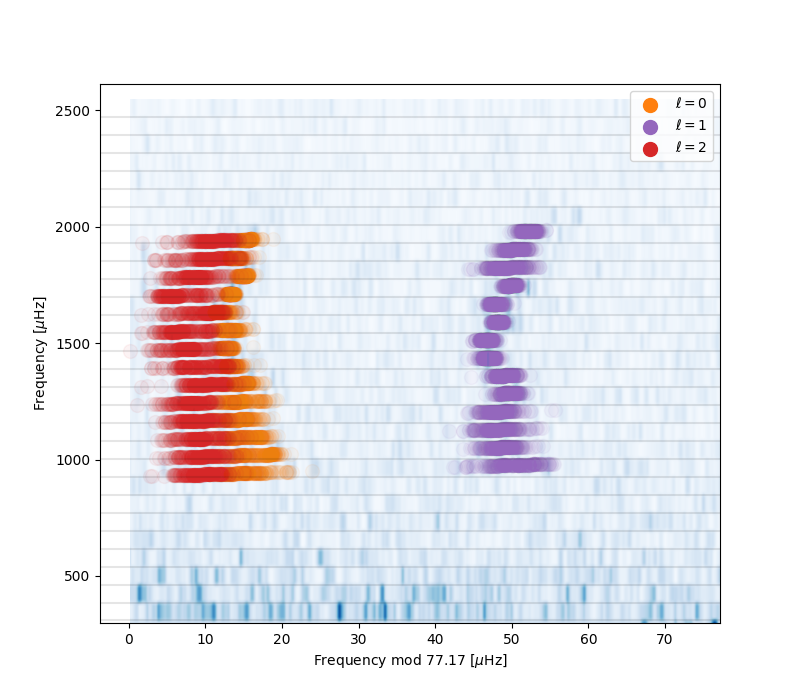 2500
2000
1500
1000
500
Frequency [μHz]
ℓ = 0
ℓ = 1
ℓ = 2
0 10 20 30 40 50 60 70
Frequency mod 77.17 [μHz]